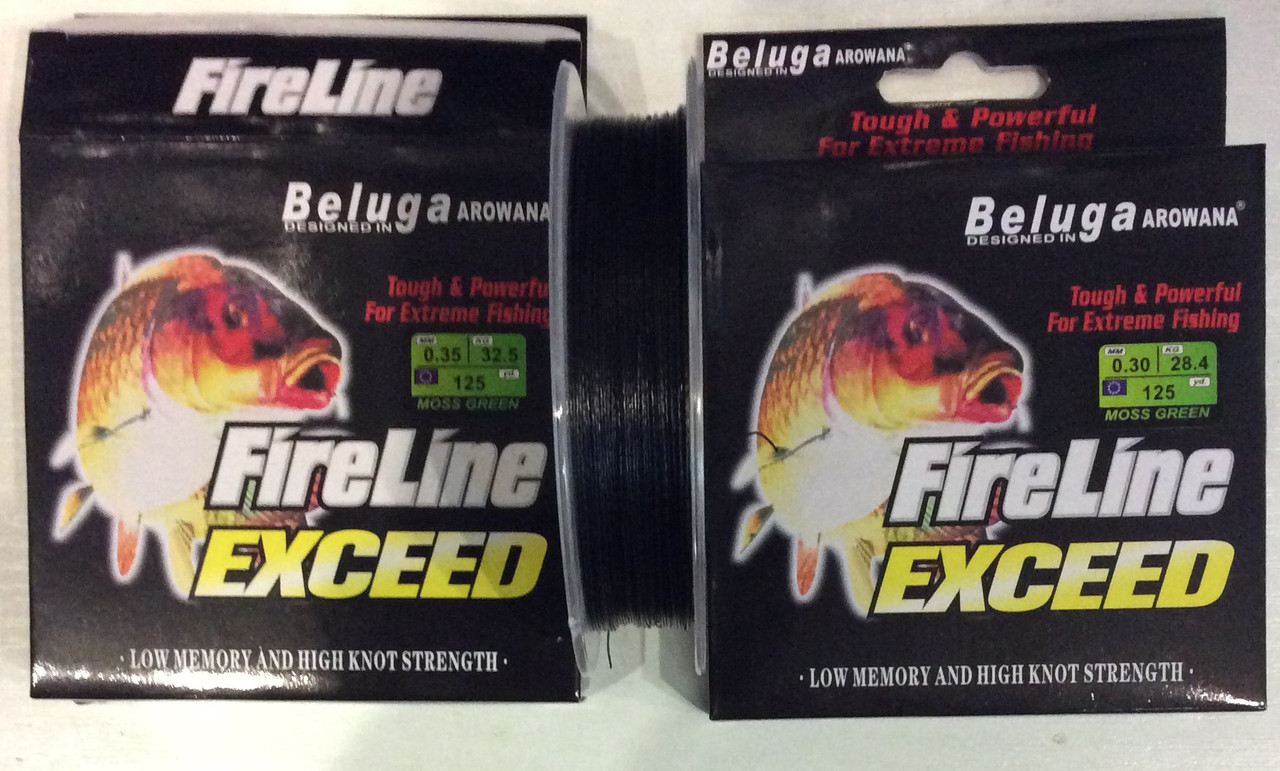 FireLine
Beluga AROWANA
DESIGNED IN
Tough & Powerfu
For Extreme Fishing
MM KG
0.35 32.5
125 yd.
MOSS GREEN
FireLine
EXCEED
· LOW MEMORY AND HIGH KNOT STRENGTH ·
Beluga AROWANA
DESIGNED IN
Tough & Powerful
For Extreme Fishing
Beluga AROWANA®
DESIGNED IN
Tough & Powerful
For Extreme Fishing
MM KG
0.30 28.4
125 yd.
MOSS GREEN
FireLine
EXCEED
· LOW MEMORY AND HIGH KNOT STRENGTH ·